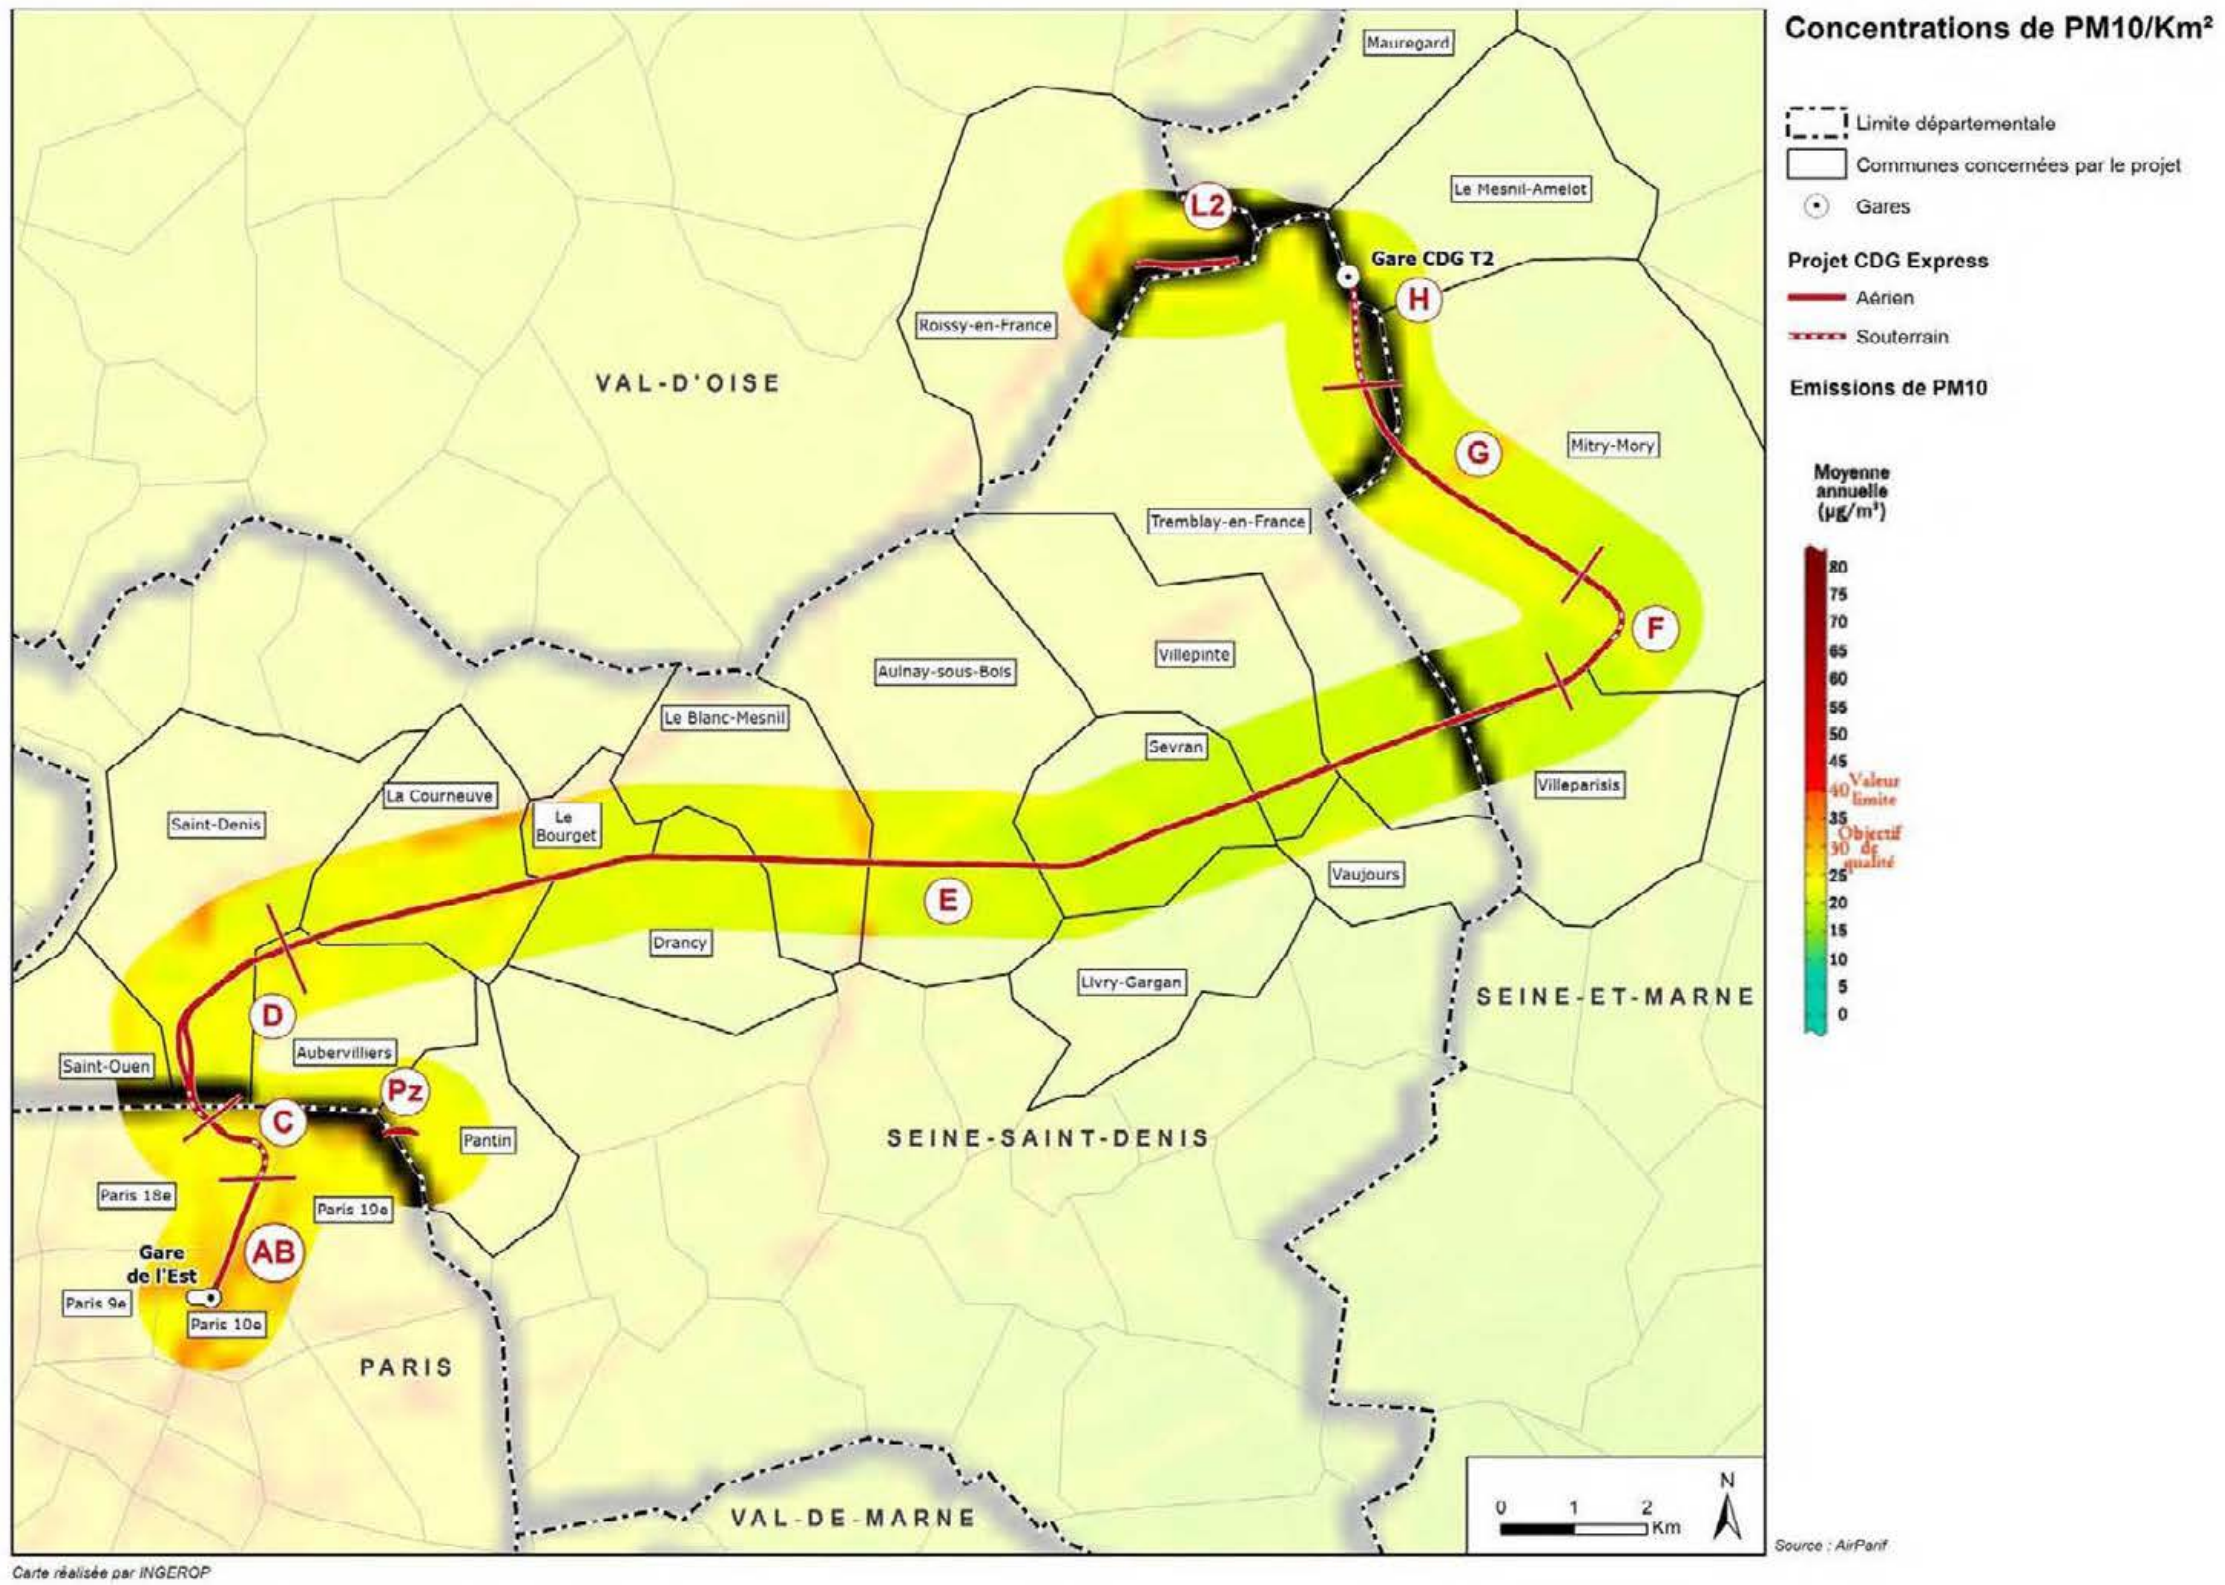 Concentrations de PM10/Km²
Limite départementale
Communes concernées par le projet
Gares
Projet CDG Express
Aérien
Souterrain
Emissions de PM10
Moyenne
annuelle
(µg/m³)
80
75
70
65
60
55
50
45
40 Valeur
limite
35
Objectif
30 de
qualité
25
20
15
10
5
0
Mauregard
Le Mesnil-Amelot
L2
Gare CDG T2
H
Roissy-en-France
VAL-D'OISE
G
Mitry-Mory
Tremblay-en-France
F
Villepinte
Aulnay-sous-Bois
Le Blanc-Mesnil
Sevran
Villeparisis
La Courneuve
Saint-Denis
Le
Bourget
Vaujours
E
Drancy
Livry-Gargan
SEINE-ET-MARNE
D
Aubervilliers
Saint-Ouen
Pz
C
Pantin
SEINE-SAINT-DENIS
Paris 18e
Paris 19e
Gare
de l'Est
AB
Paris 9e
Paris 10e
PARIS
VAL-DE-MARNE
N
0 1 2
Km
Source : AirParif
Carte réalisée par INGEROP